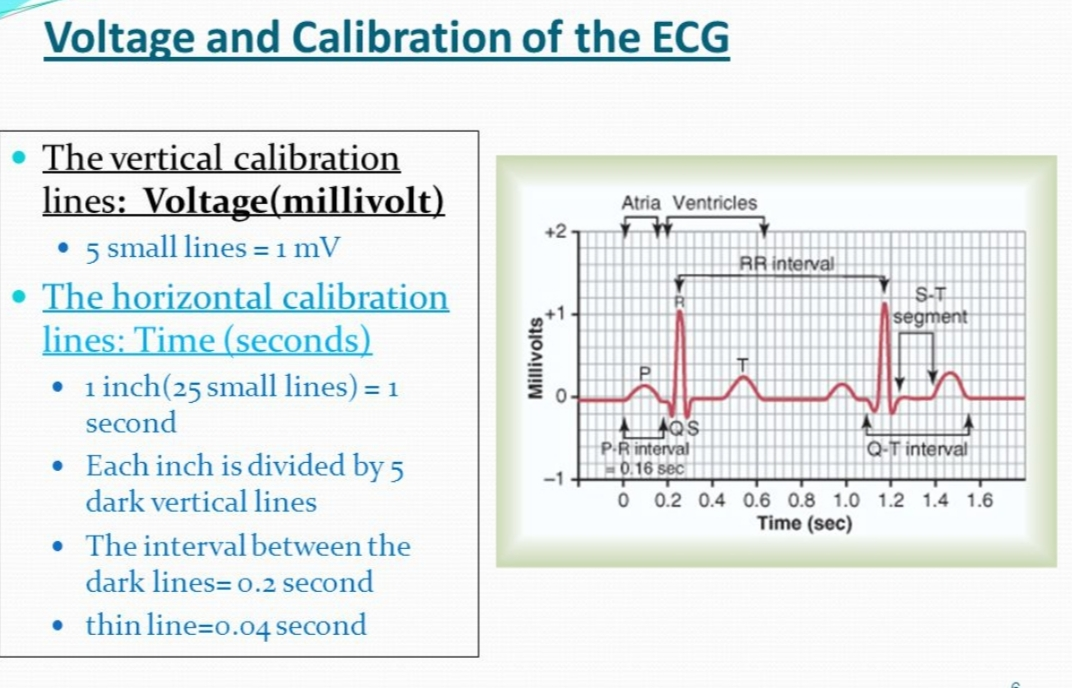 Voltage and Calibration of the ECG
The vertical calibration
lines: Voltage(millivolt)
5 small lines = 1 mV
The horizontal calibration
lines: Time (seconds)
1 inch(25 small lines) = 1
second
Each inch is divided by 5
dark vertical lines
The interval between the
dark lines= 0.2 second
thin line=0.04 second
Atria Ventricles
+2
RR interval
R
S-T
segment
+1
Millivolts
P
T
0
Q S
P-R interval
= 0.16 sec
Q-T interval
−1
0 0.2 0.4 0.6 0.8 1.0 1.2 1.4 1.6
Time (sec)